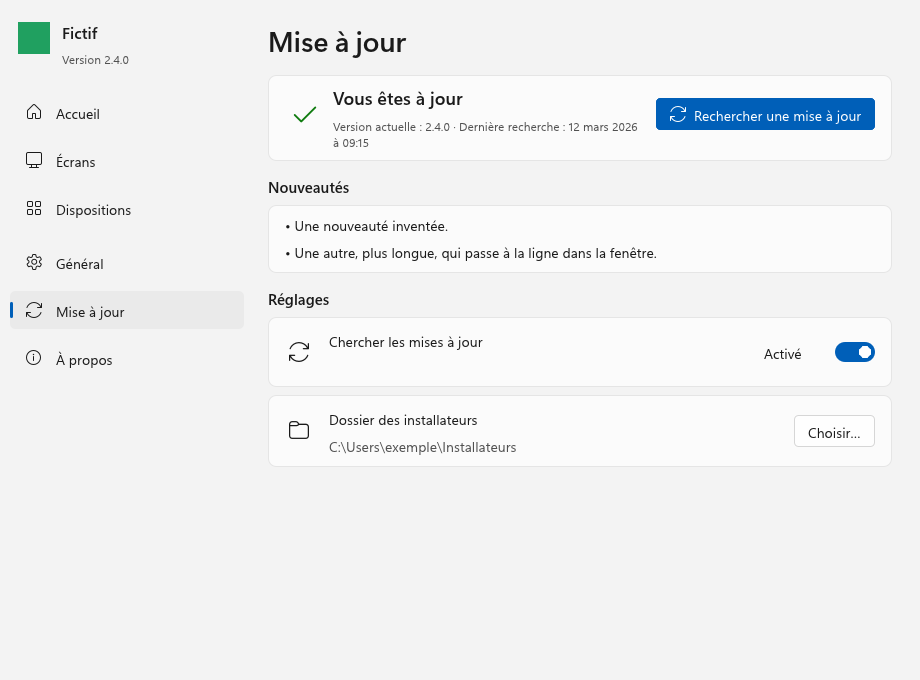 Fictif
Version 2.4.0
Accueil
Écrans
Dispositions
Général
Mise à jour
À propos
Mise à jour
Vous êtes à jour
Version actuelle : 2.4.0 · Dernière recherche : 12 mars 2026
à 09:15
Rechercher une mise à jour
Nouveautés
• Une nouveauté inventée.
• Une autre, plus longue, qui passe à la ligne dans la fenêtre.
Réglages
Chercher les mises à jour
Activé
Dossier des installateurs
C:\Users\exemple\Installateurs
Choisir...